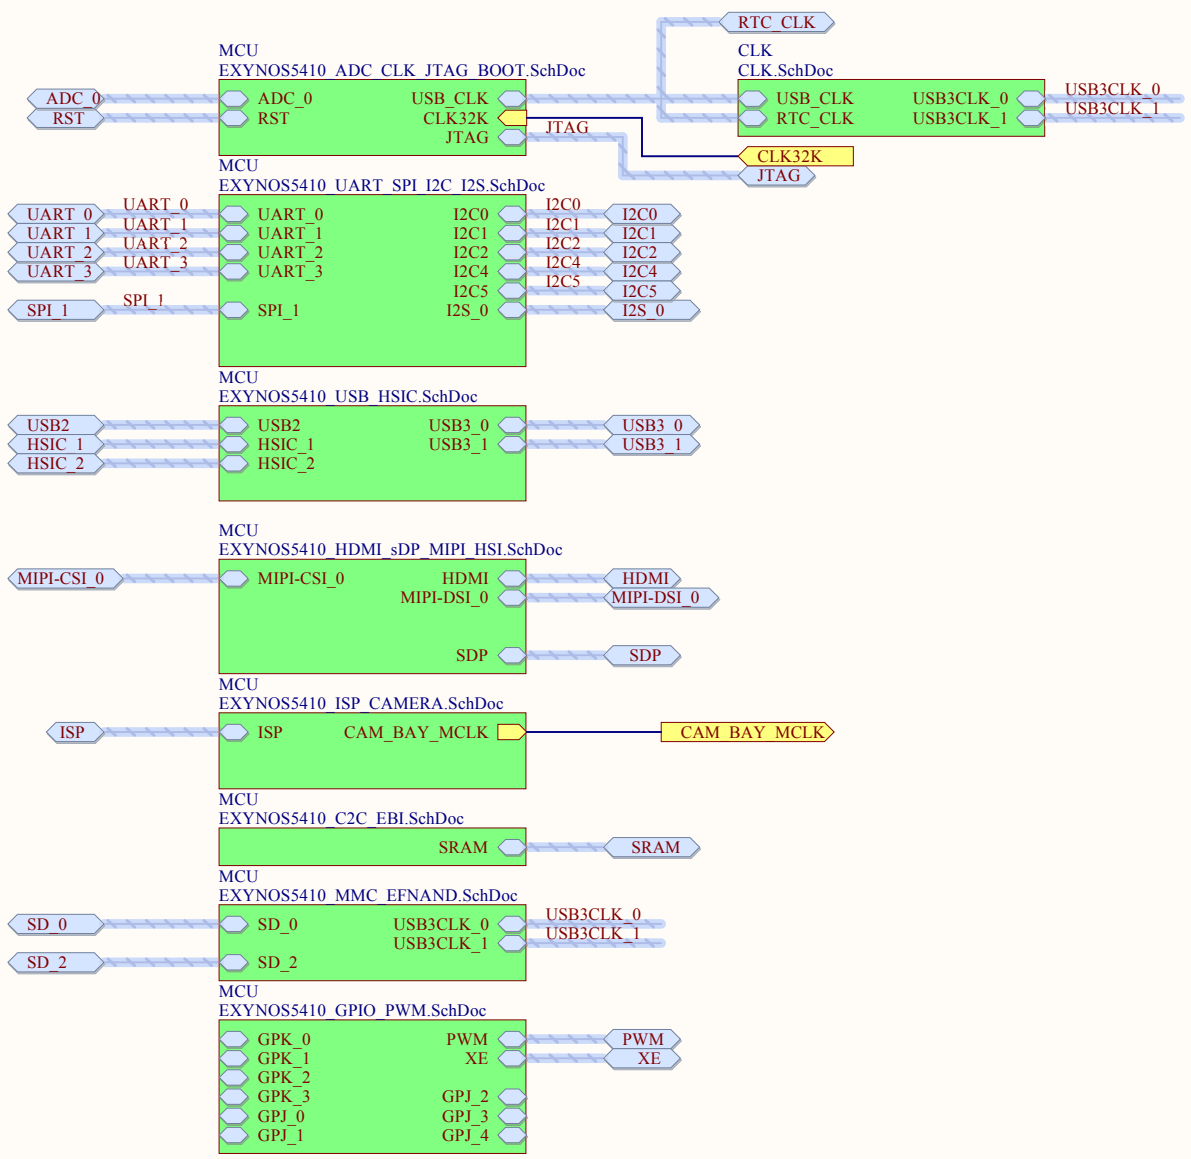 RTC_CLK
MCU
EXYNOS5410_ADC_CLK_JTAG_BOOT.SchDoc
CLK
CLK.SchDoc
ADC_0
RST
ADC_0
RST
USB_CLK
CLK32K
JTAG
JTAG
USB_CLK
RTC_CLK
USB3CLK_0
USB3CLK_1
USB3CLK_0
USB3CLK_1
CLK32K
JTAG
MCU
EXYNOS5410_UART_SPI_I2C_I2S.SchDoc
UART_0
UART_1
UART_2
UART_3
SPI_1
UART_0
UART_1
UART_2
UART_3
SPI_1
UART_0
UART_1
UART_2
UART_3
SPI_1
I2C0
I2C1
I2C2
I2C4
I2C5
I2S_0
I2C0
I2C1
I2C2
I2C4
I2C5
I2C0
I2C1
I2C2
I2C4
I2C5
I2S_0
MCU
EXYNOS5410_USB_HSIC.SchDoc
USB2
HSIC_1
HSIC_2
USB2
HSIC_1
HSIC_2
USB3_0
USB3_1
USB3_0
USB3_1
MCU
EXYNOS5410_HDMI_sDP_MIPI_HSI.SchDoc
MIPI-CSI_0
MIPI-CSI_0
HDMI
MIPI-DSI_0
SDP
HDMI
MIPI-DSI_0
SDP
MCU
EXYNOS5410_ISP_CAMERA.SchDoc
ISP
ISP
CAM_BAY_MCLK
CAM_BAY_MCLK
MCU
EXYNOS5410_C2C_EBI.SchDoc
SRAM
SRAM
MCU
EXYNOS5410_MMC_EFNAND.SchDoc
SD_0
SD_2
SD_0
SD_2
USB3CLK_0
USB3CLK_1
USB3CLK_0
USB3CLK_1
MCU
EXYNOS5410_GPIO_PWM.SchDoc
GPK_0
GPK_1
GPK_2
GPK_3
GPJ_0
GPJ_1
PWM
XE
GPJ_2
GPJ_3
GPJ_4
PWM
XE